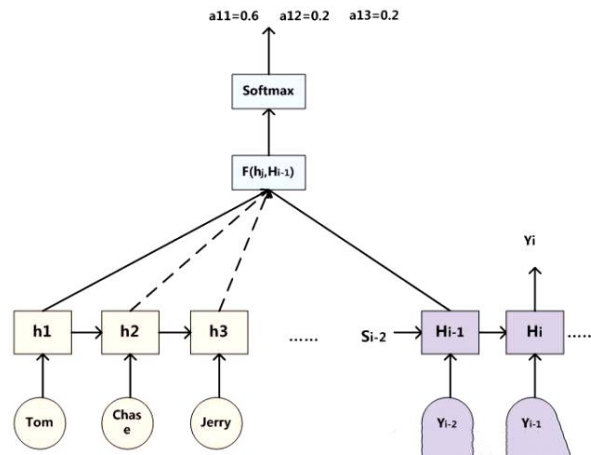 a11=0.6 a12=0.2 a13=0.2
Softmax
F(hj,Hi-1)
Yi
h1 h2 h3 ...... Si-2 Hi-1 Hi .....
Tom Chas
e Jerry Yi-2 Yi-1